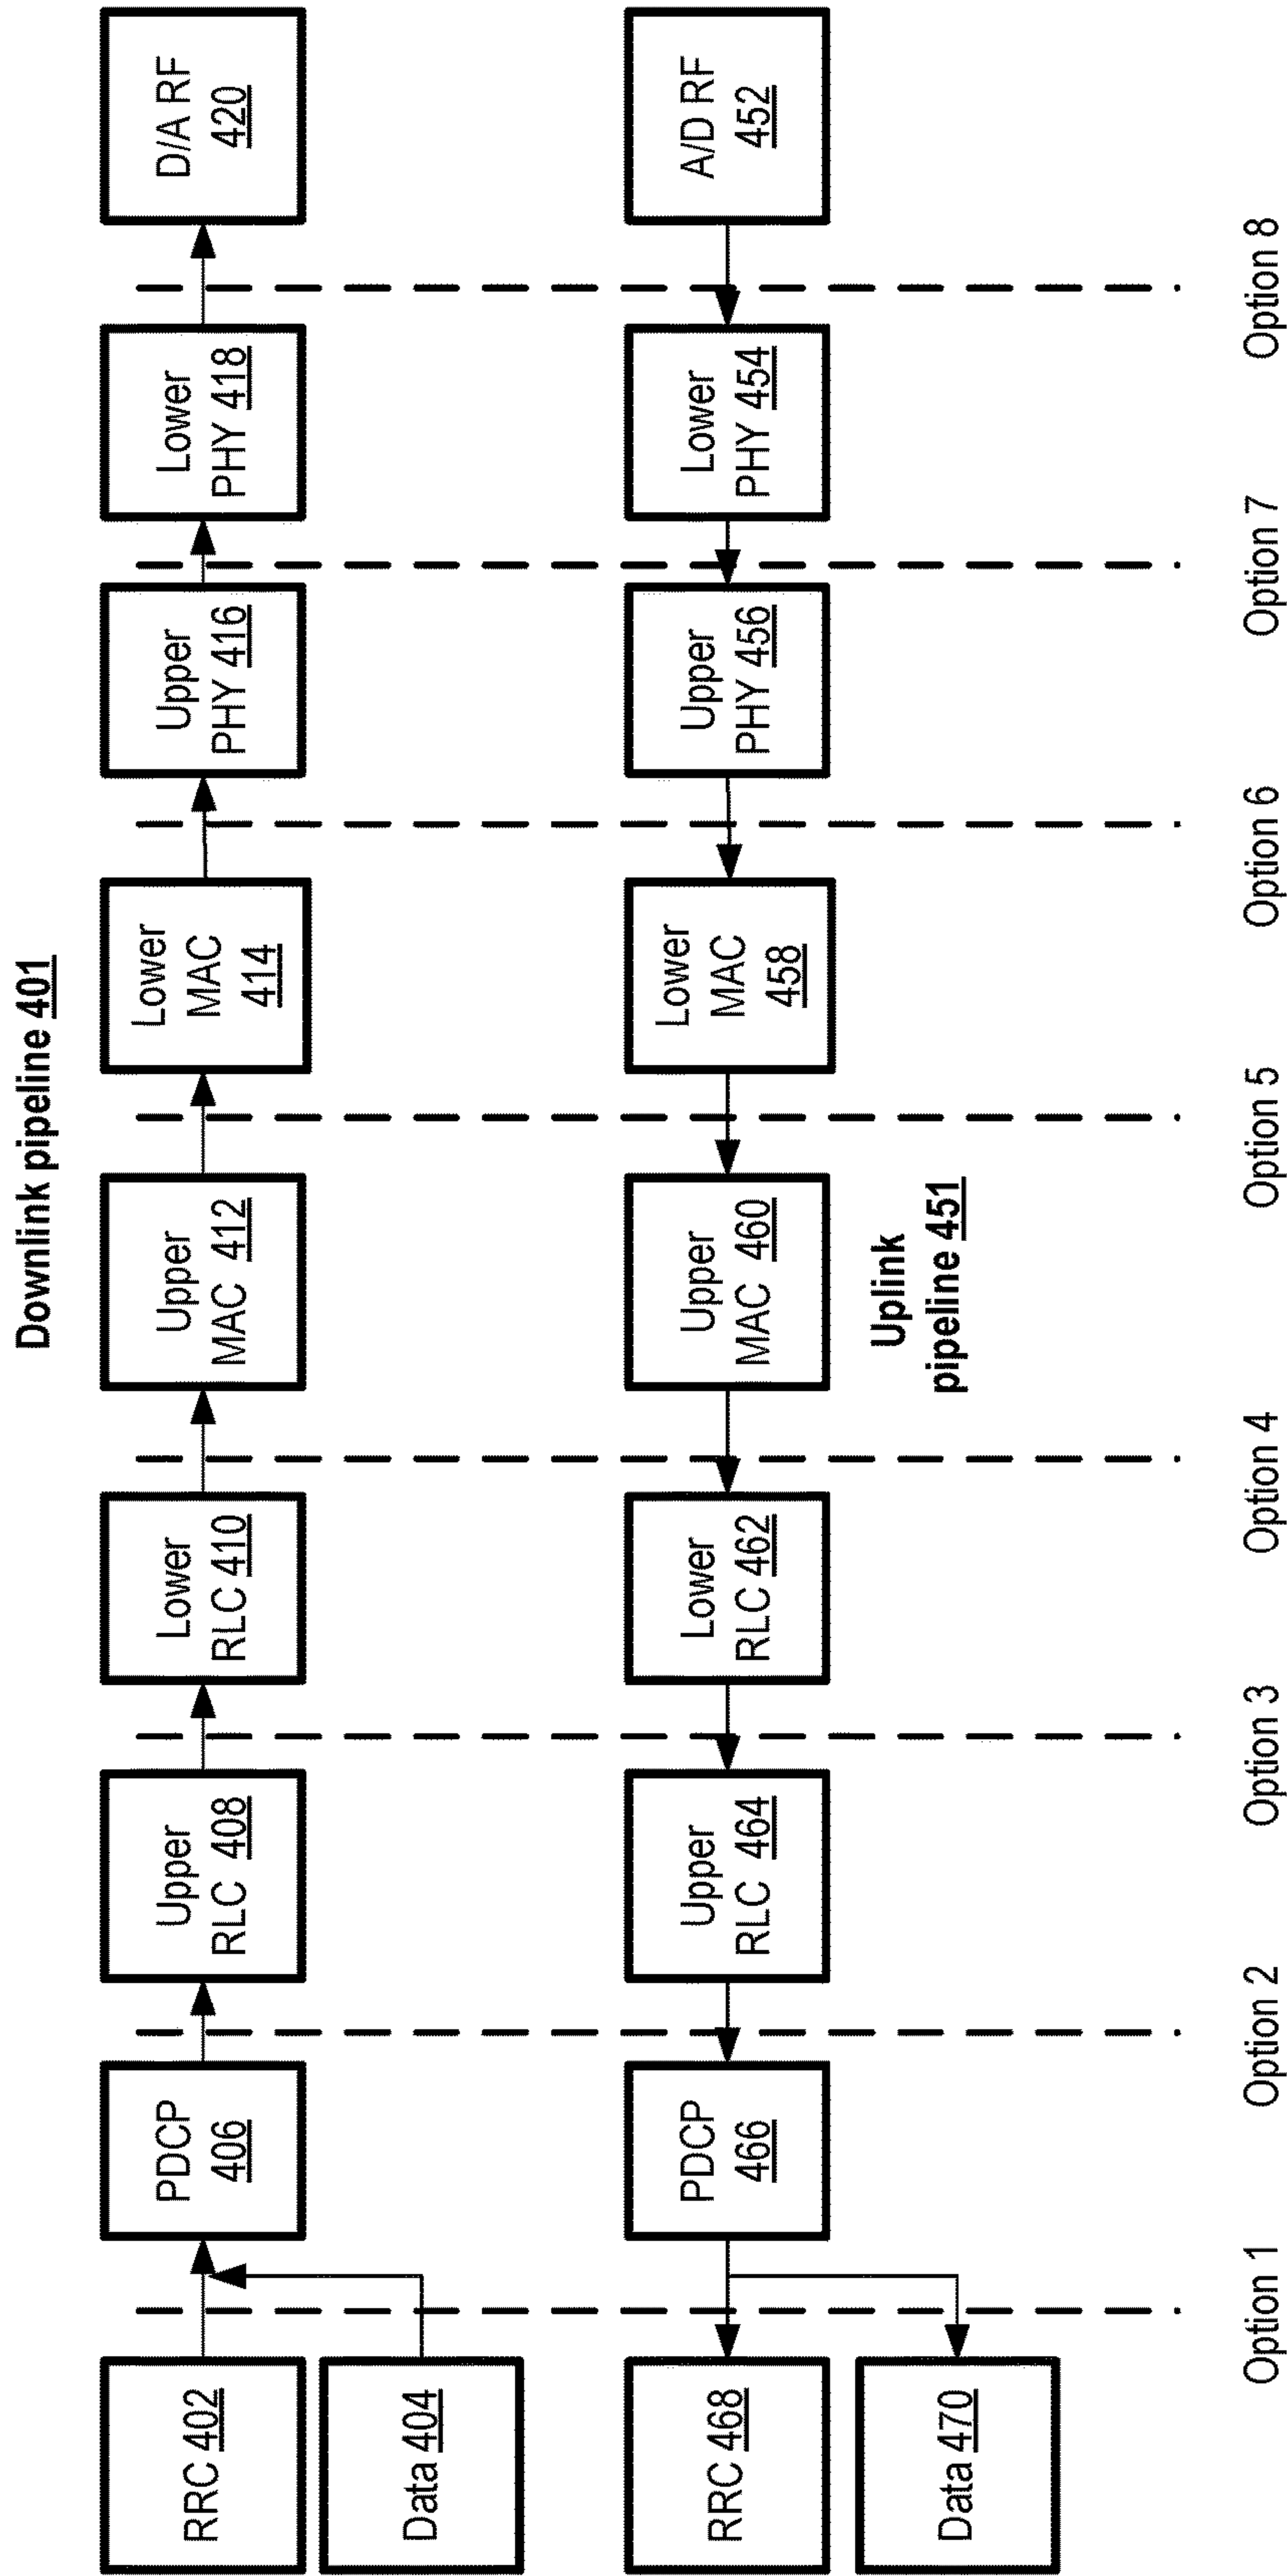 Downlink pipeline 401
RRC 402
Data 404
PDCP
406
Upper
RLC 408
Lower
RLC 410
Upper
MAC 412
Lower
MAC
414
Upper
PHY 416
Lower
PHY 418
D/A RF
420
RRC 468
Data 470
PDCP
466
Upper
RLC 464
Lower
RLC 462
Upper
MAC 460
Lower
MAC
458
Upper
PHY 456
Lower
PHY 454
A/D RF
452
Uplink
pipeline 451
Option 1
Option 2
Option 3
Option 4
Option 5
Option 6
Option 7
Option 8